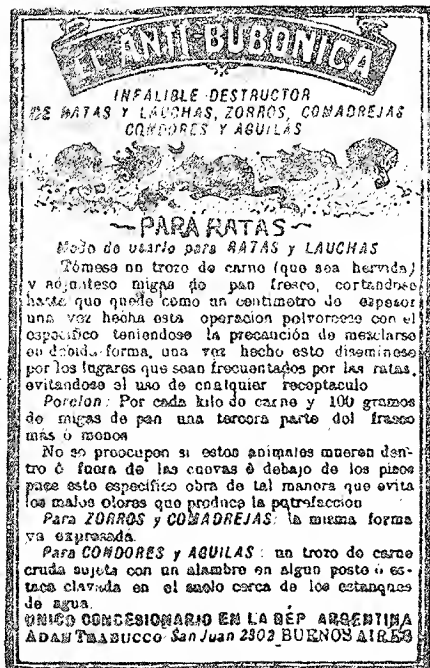 EL ANTI BUBONICA
INFALIBLE DESTRUCTOR
DE RATAS Y LAUCHAS, ZORROS, COMADREJAS
CONDORES Y AGUILAS
—PARA RATAS—
Modo de usarlo para RATAS y LAUCHAS
Tómese un trozo de carne (que sea hervida)
y adjunteso migas de pan fresco, cortandose
hasta que quede como un centimetro de espesor
una vez hecha esta operacion polvorcese con el
especifico teniendose la precaución de mezclarse
en debida forma, una vez hecho esto diseminese
por los lugares que sean frecuentados por las ratas,
evitandose el uso de cualquier receptaculo
Porcion: Por cada kilo de carne y 100 gramos
de migas de pan una tercera parte del frasco
más ó menos
No se preocupen si estos animales mueren den-
tro ó fuera de las cuevas ó debajo de los pisos
pues este especifico obra de tal manera que evita
los malos olores que produce la putrefaccion
Para ZORROS y COMADREJAS: la misma forma
ya expresada.
Para CONDORES y AGUILAS: un trozo de carne
cruda sujeta con un alambre en algun poste ó es-
taca clavada en el suelo cerca de los estanques
de agua.
UNICO CONCESIONARIO EN LA REP ARGENTINA
ADAN TRABUCCO San Juan 2302 BUENOS AIRES